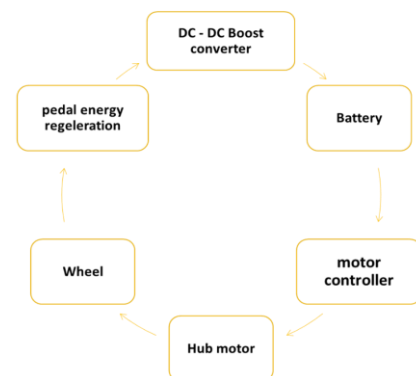 DC - DC Boost
converter
Battery
motor
controller
Hub motor
Wheel
pedal energy
regeleration